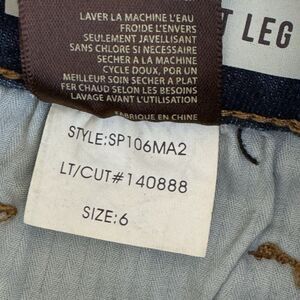 LAVER LA MACHINE L'EAU
FROIDE L'ENVERS
T LEG
SEULEMENT JAVELLISANT
SANS CHLORE SI NECESSAIRE
SECHER A LA MACHINE
CYCLE DOUX, POR UN
MEILLEUR SOIN SECHER A PLAT
FER CHAUD SELON LES BESOINS
LAVAGE AVANT L'UTILISATION
FABRIQUE EN CHINE
STYLE:SP106MA2
LT/CUT#140888
SIZE:6